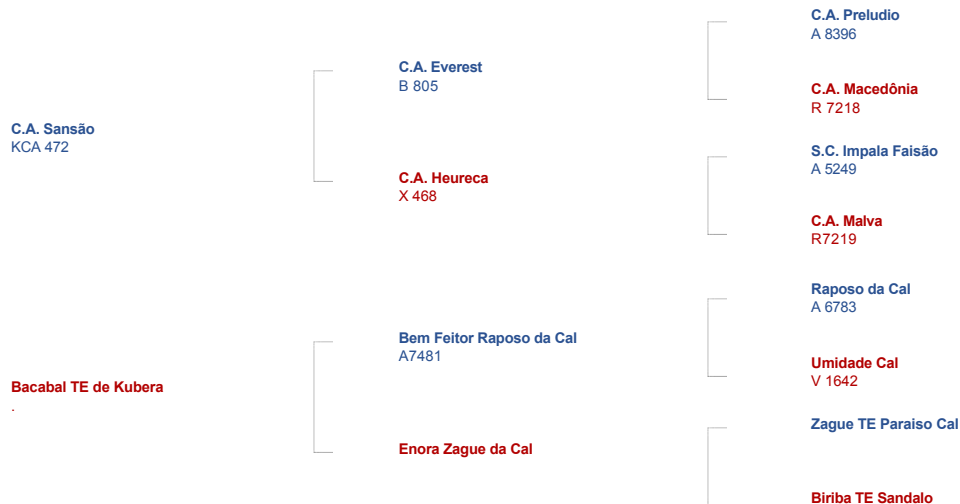 C.A. Sansão
KCA 472
Bacabal TE de Kubera
.
C.A. Everest
B 805
C.A. Heureca
X 468
Bem Feitor Raposo da Cal
A7481
Enora Zague da Cal
C.A. Preludio
A 8396
C.A. Macedônia
R 7218
S.C. Impala Faisão
A 5249
C.A. Malva
R7219
Raposo da Cal
A 6783
Umidade Cal
V 1642
Zague TE Paraiso Cal
Biriba TE Sandalo